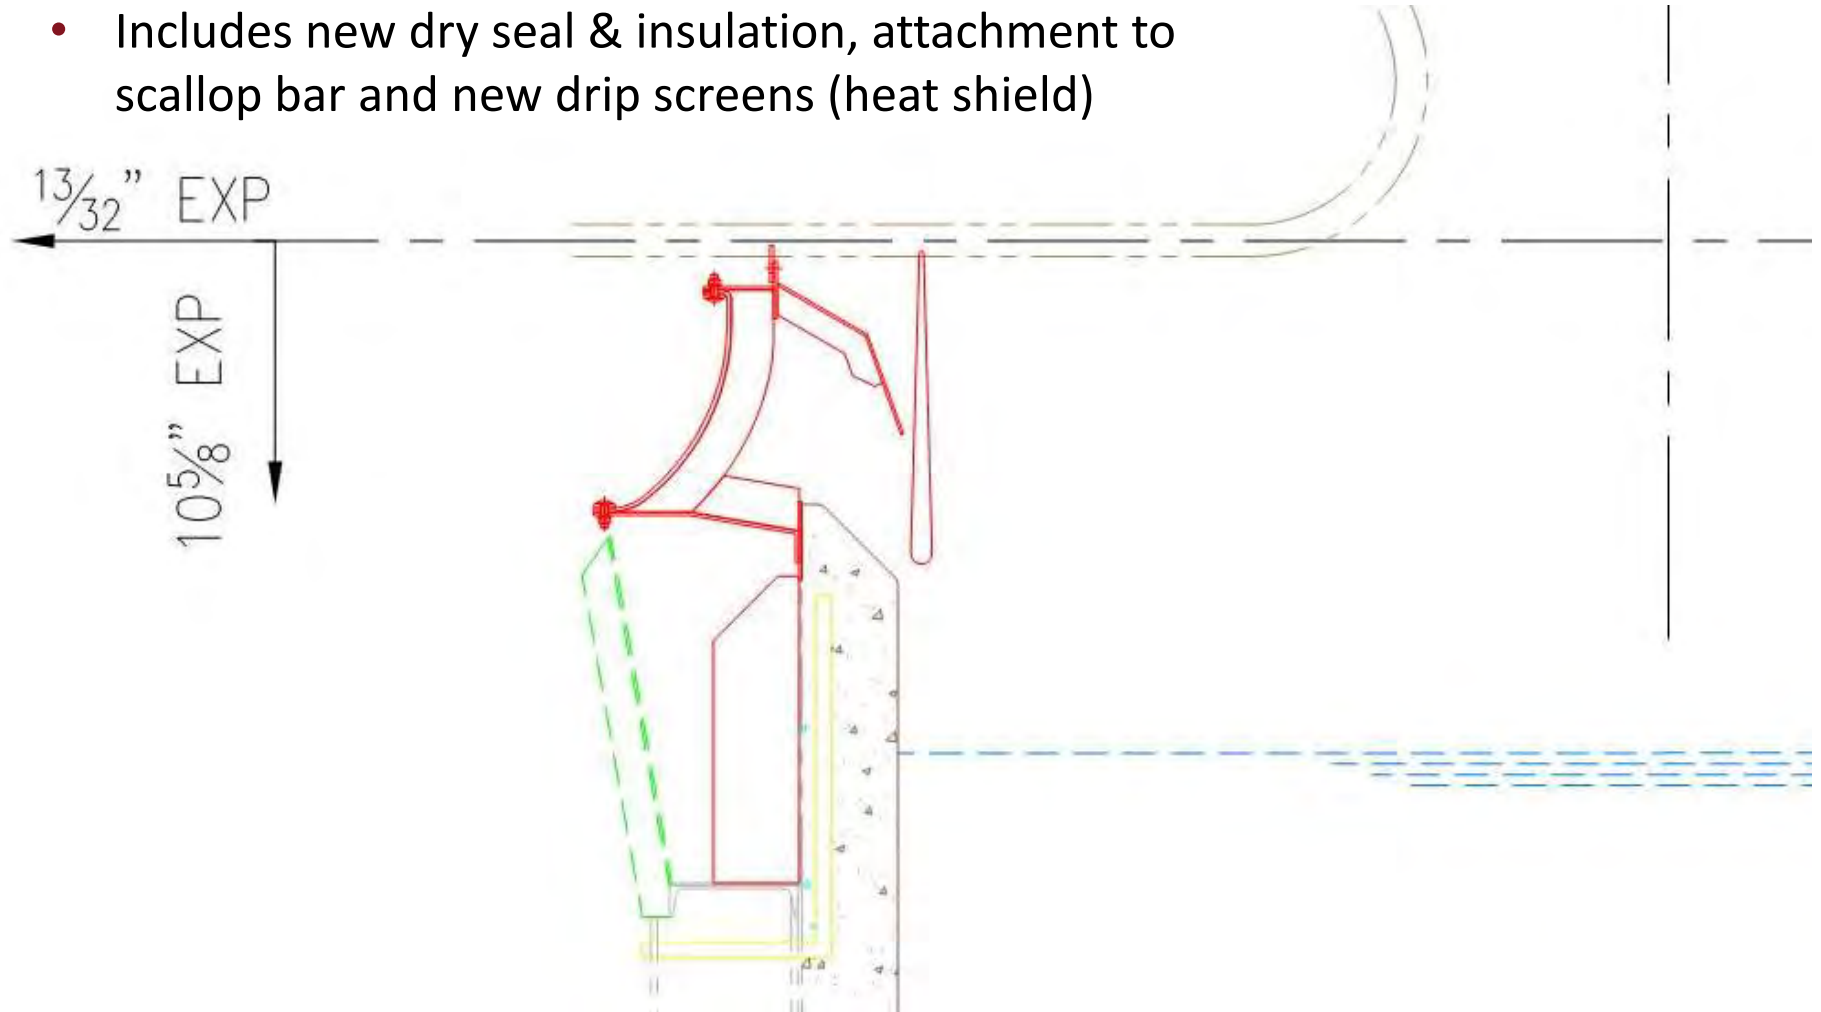 • Includes new dry seal & insulation, attachment to
scallop bar and new drip screens (heat shield)
13/32” EXP
10 5/8” EXP